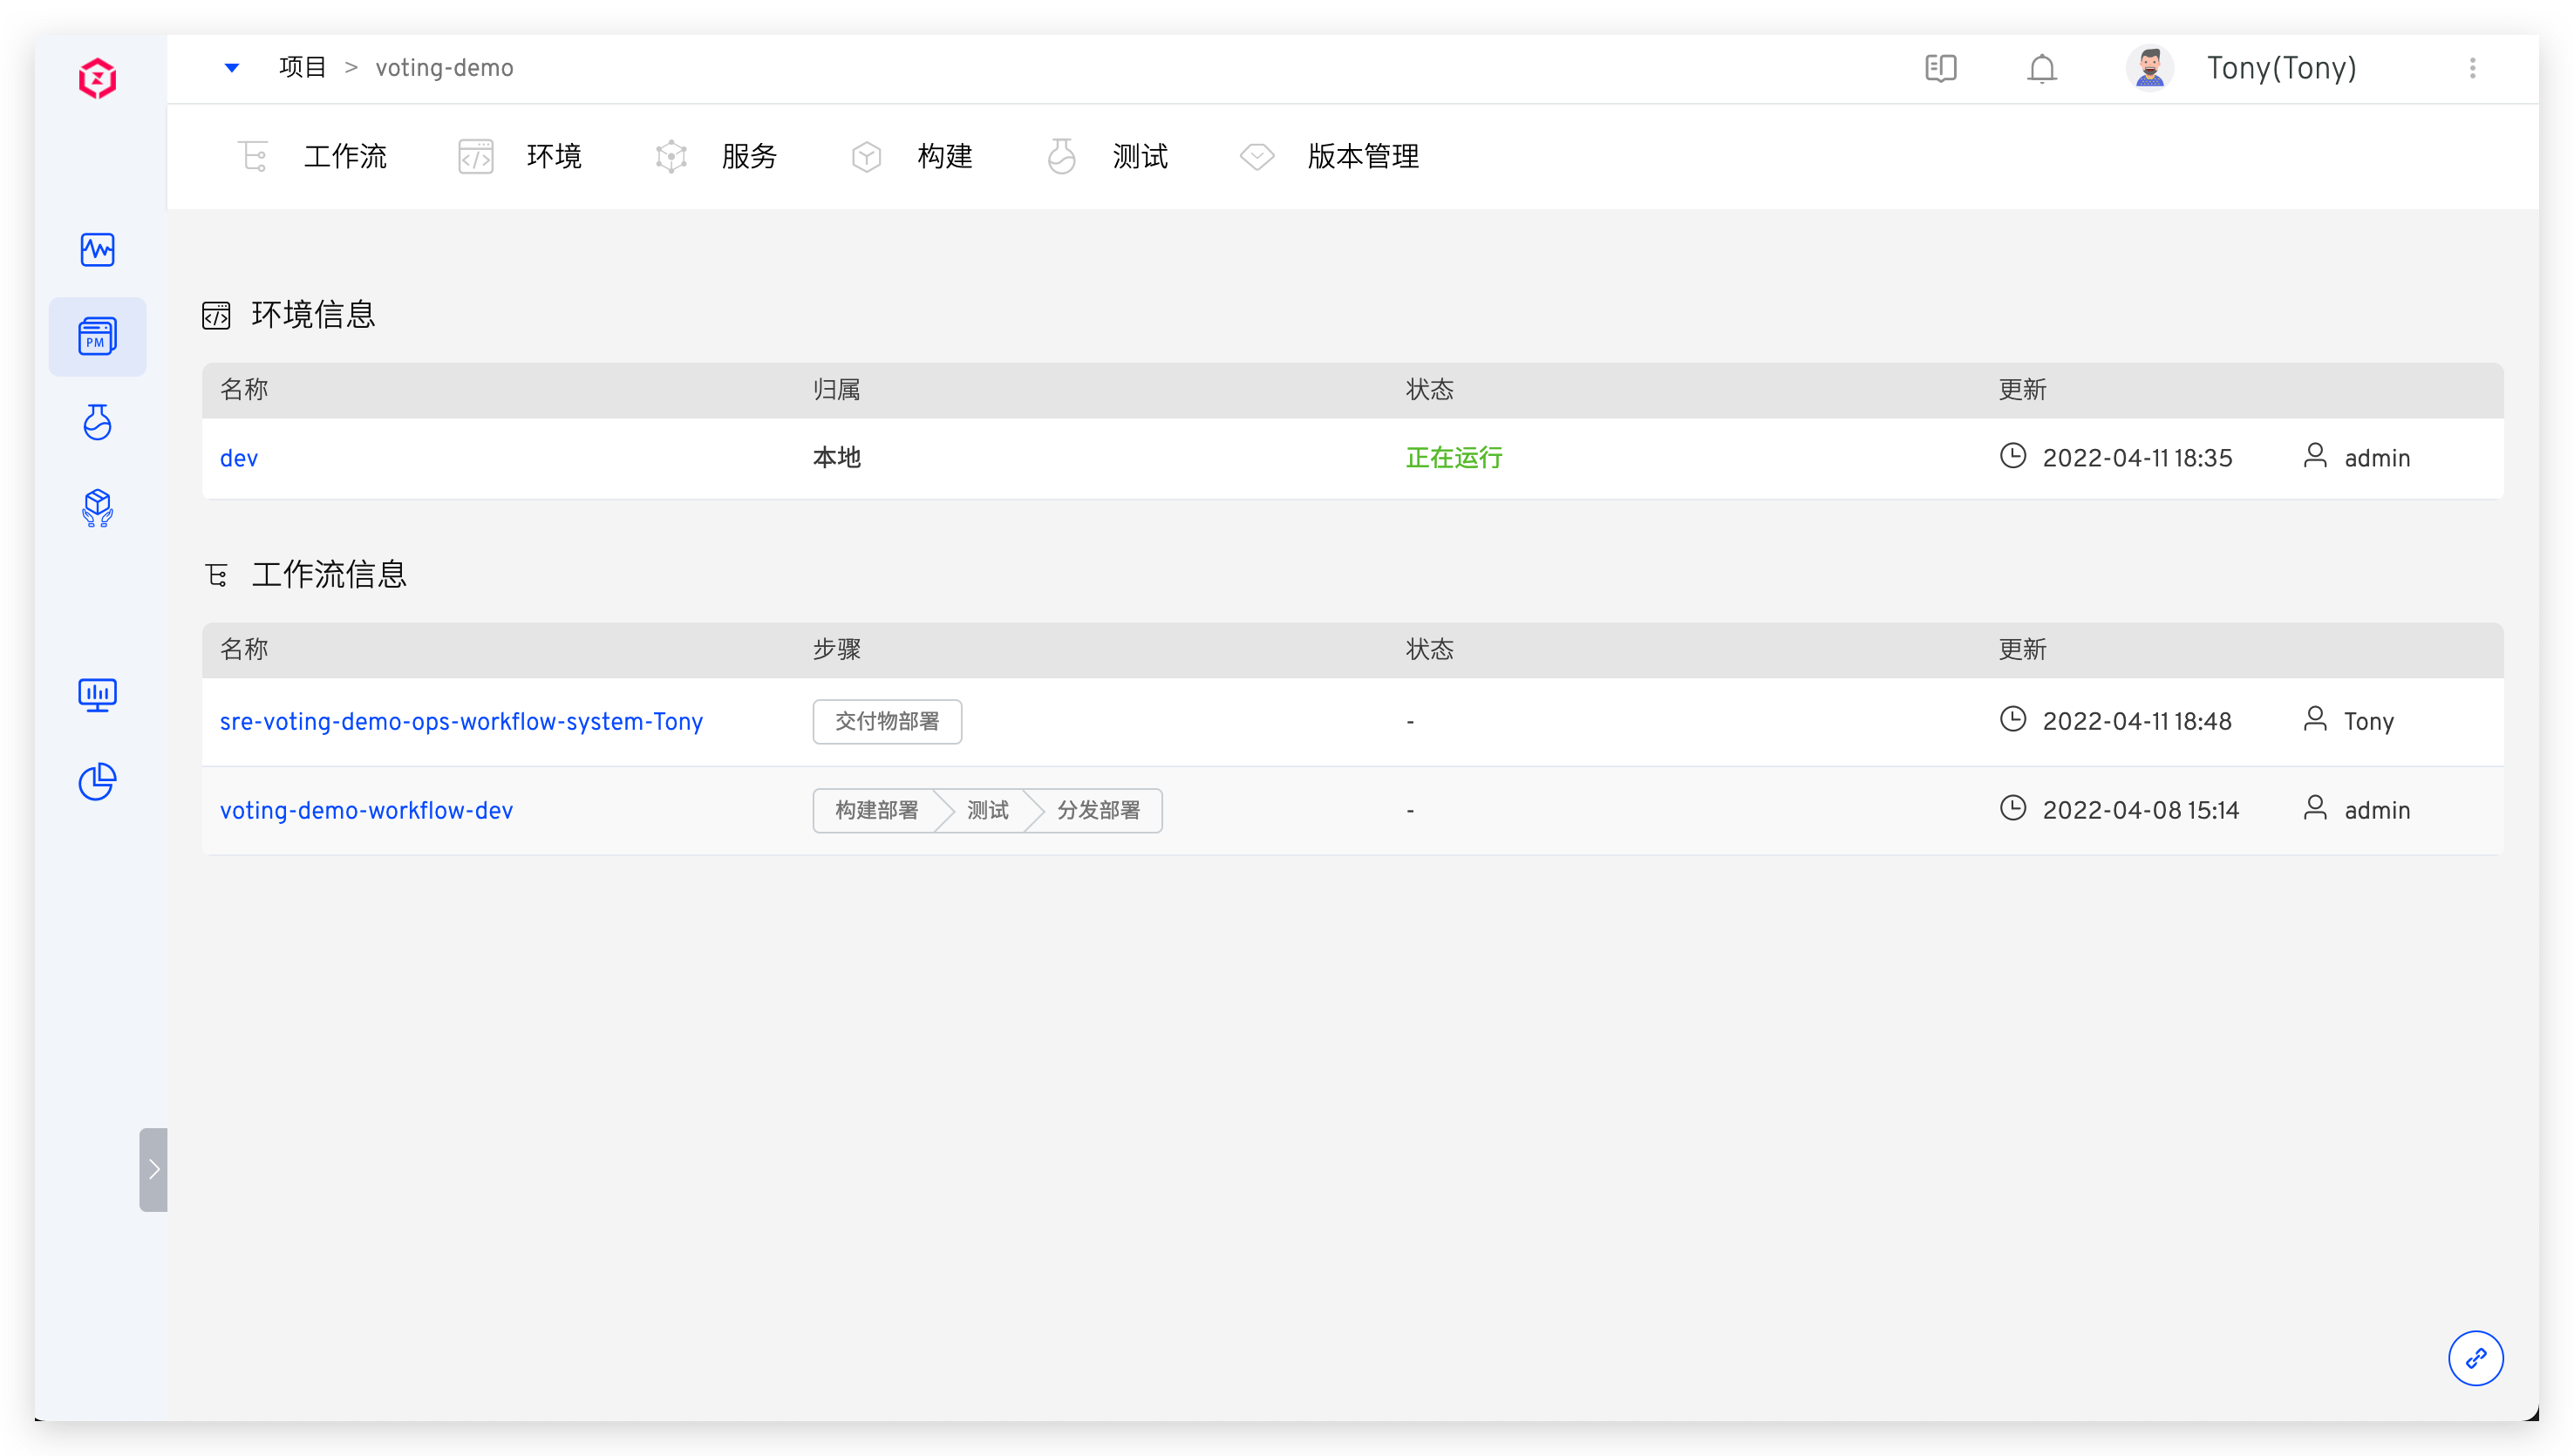 项目 > voting-demo Tony(Tony)
工作流 环境 服务 构建 测试 版本管理
PM
环境信息
名称 归属 状态 更新
dev 本地 正在运行 2022-04-11 18:35 admin
工作流信息
名称 步骤 状态 更新
sre-voting-demo-ops-workflow-system-Tony 交付物部署 - 2022-04-11 18:48 Tony
voting-demo-workflow-dev 构建部署 测试 分发部署 - 2022-04-08 15:14 admin